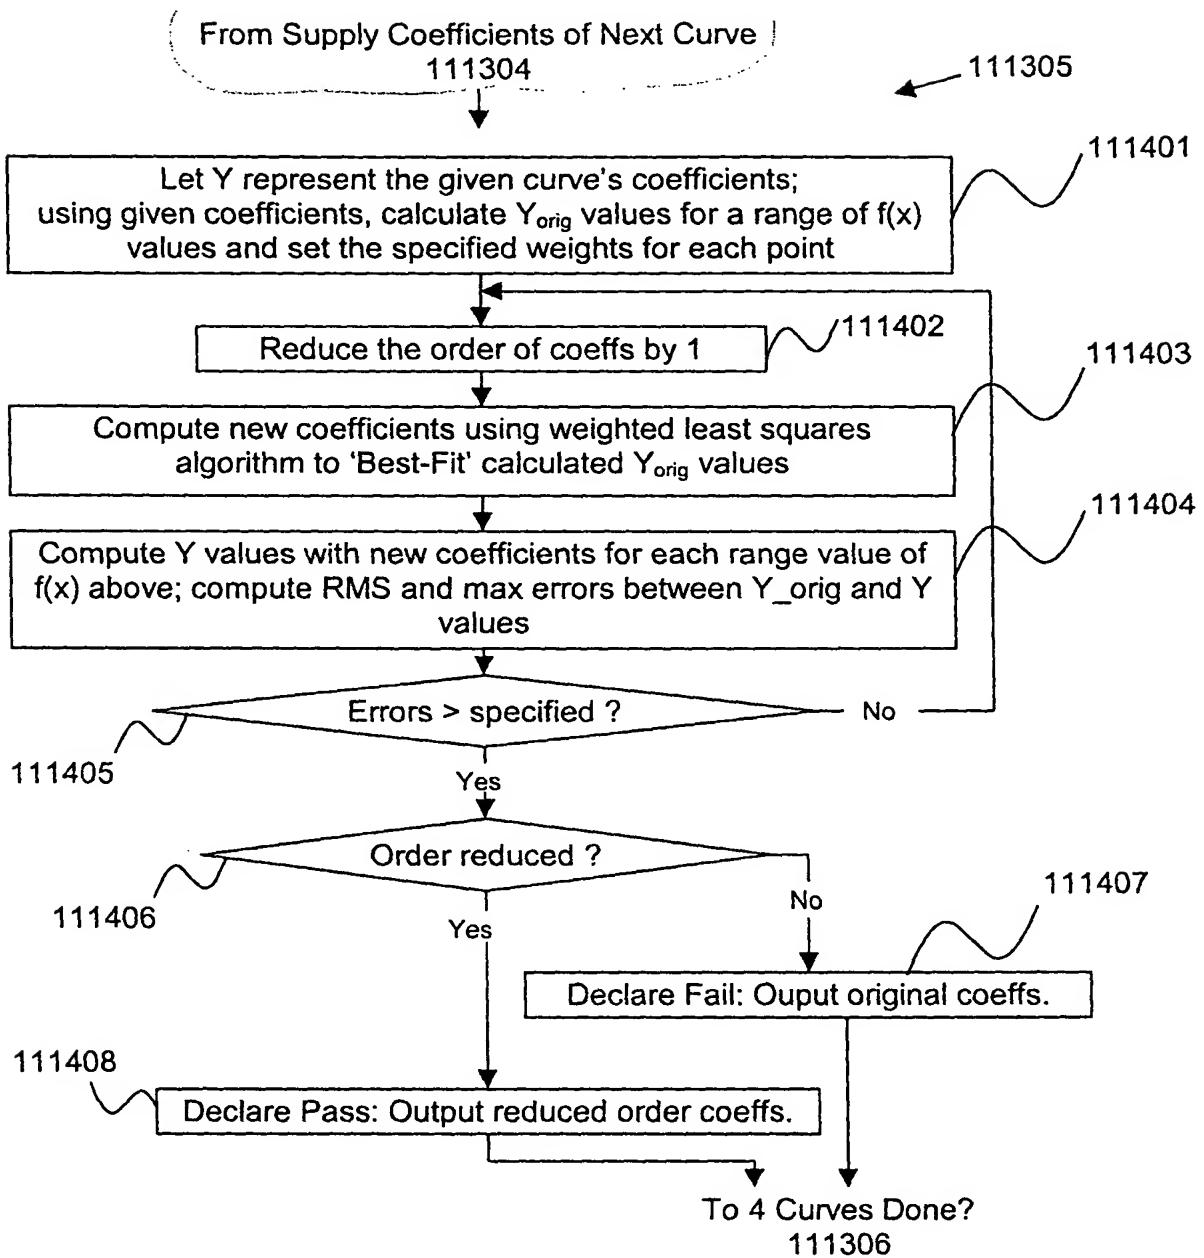 From Supply Coefficients of Next Curve
111304
111305
111401
Let Y represent the given curve's coefficients;
using given coefficients, calculate Yorig values for a range of f(x)
values and set the specified weights for each point
111402
Reduce the order of coeffs by 1
111403
Compute new coefficients using weighted least squares
algorithm to 'Best-Fit' calculated Yorig values
111404
Compute Y values with new coefficients for each range value of
f(x) above; compute RMS and max errors between Y_orig and Y
values
Errors > specified ?
No
111405
Yes
Order reduced ?
111406
No
111407
Yes
Declare Fail: Ouput original coeffs.
111408
Declare Pass: Output reduced order coeffs.
To 4 Curves Done?
111306